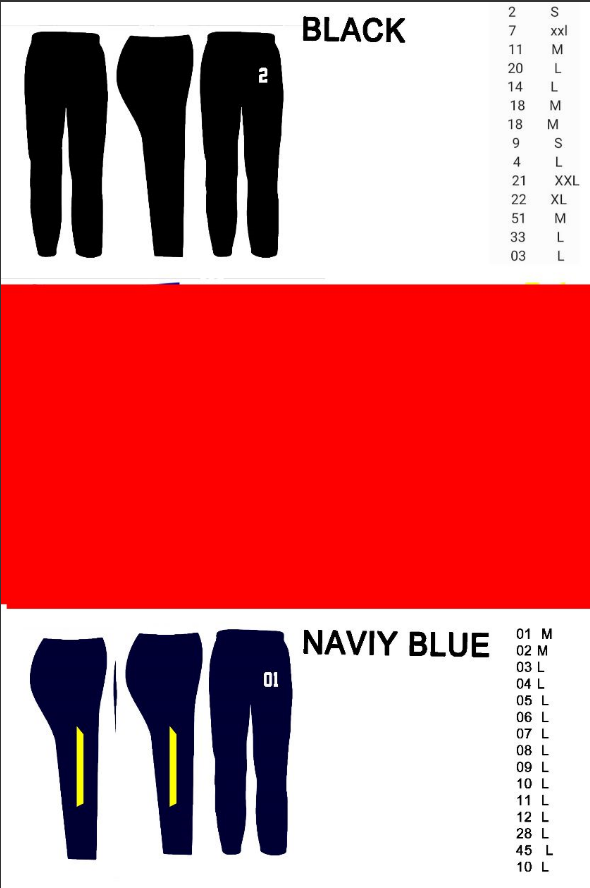 BLACK
2
2 S
7 xxl
11 M
20 L
14 L
18 M
18 M
9 S
4 L
21 XXL
22 XL
51 M
33 L
03 L
NAVIY BLUE
01
01 M
02 M
03 L
04 L
05 L
06 L
07 L
08 L
09 L
10 L
11 L
12 L
28 L
45 L
10 L